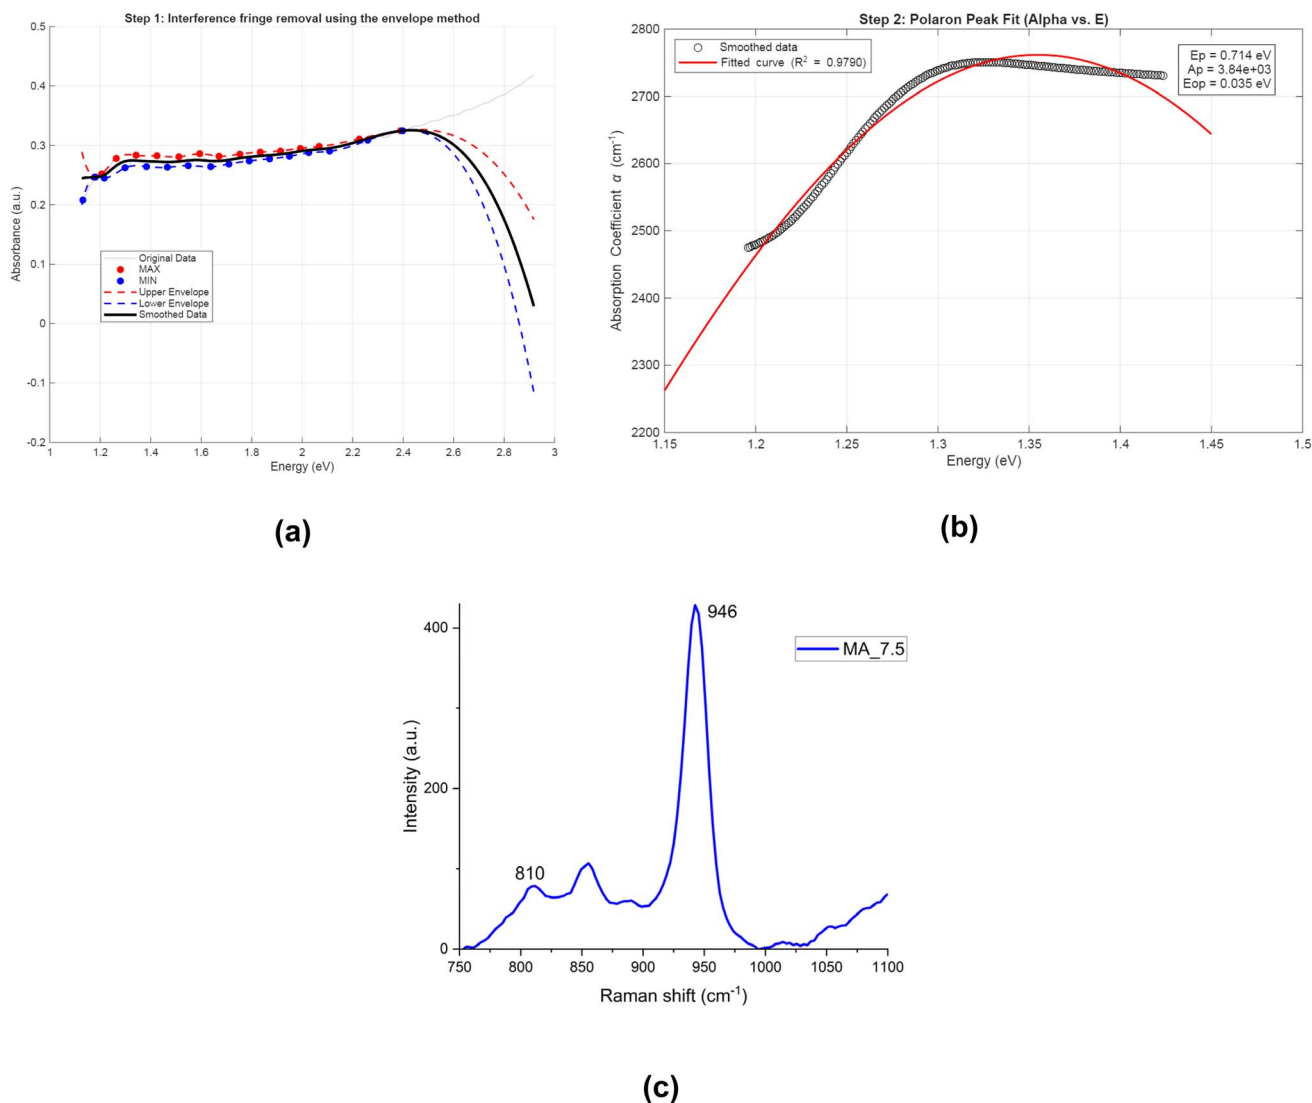 Step 1: Interference fringe removal using the envelope method
0.5
0.4
0.3
0.2
0.1
0
-0.1
-0.2
Absorbance (a.u.)
Original Data
MAX
MIN
Upper Envelope
Lower Envelope
Smoothed Data
1 1.2 1.4 1.6 1.8 2 2.2 2.4 2.6 2.8 3
Energy (eV)
(a)
Step 2: Polaron Peak Fit (Alpha vs. E)
2800
2700
2600
2500
2400
2300
2200
Absorption Coefficient α (cm⁻¹)
Smoothed data
Fitted curve (R² = 0.9790)
Ep = 0.714 eV
Ap = 3.84e+03
Eop = 0.035 eV
1.15 1.2 1.25 1.3 1.35 1.4 1.45 1.5
Energy (eV)
(b)
400
200
0
Intensity (a.u.)
946
810
MA_7.5
750 800 850 900 950 1000 1050 1100
Raman shift (cm⁻¹)
(c)